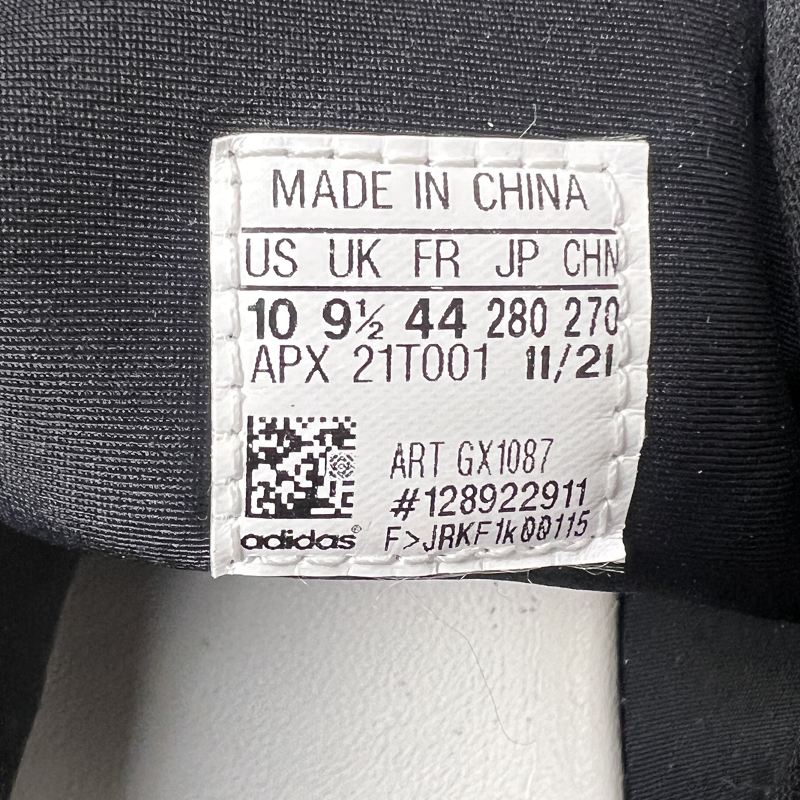 MADE IN CHINA
US UK FR JP CHN
10 9½ 44 280 270
APX 21T001 11/21
ART GX1087
#128922911
adidas®
F>JRKF1k00115